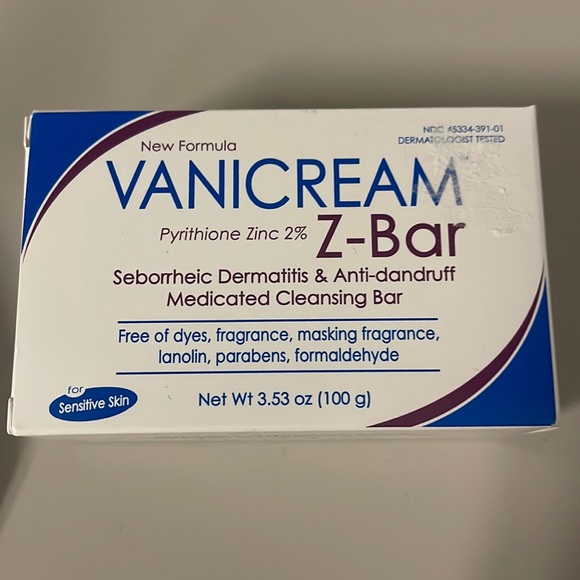 NDC 45334-391-01
DERMATOLOGIST TESTED
New Formula
VANICREAM™
Pyrithione Zinc 2% Z-Bar
Seborrheic Dermatitis & Anti-dandruff
Medicated Cleansing Bar
Free of dyes, fragrance, masking fragrance,
lanolin, parabens, formaldehyde
for
Sensitive Skin
Net Wt 3.53 oz (100 g)